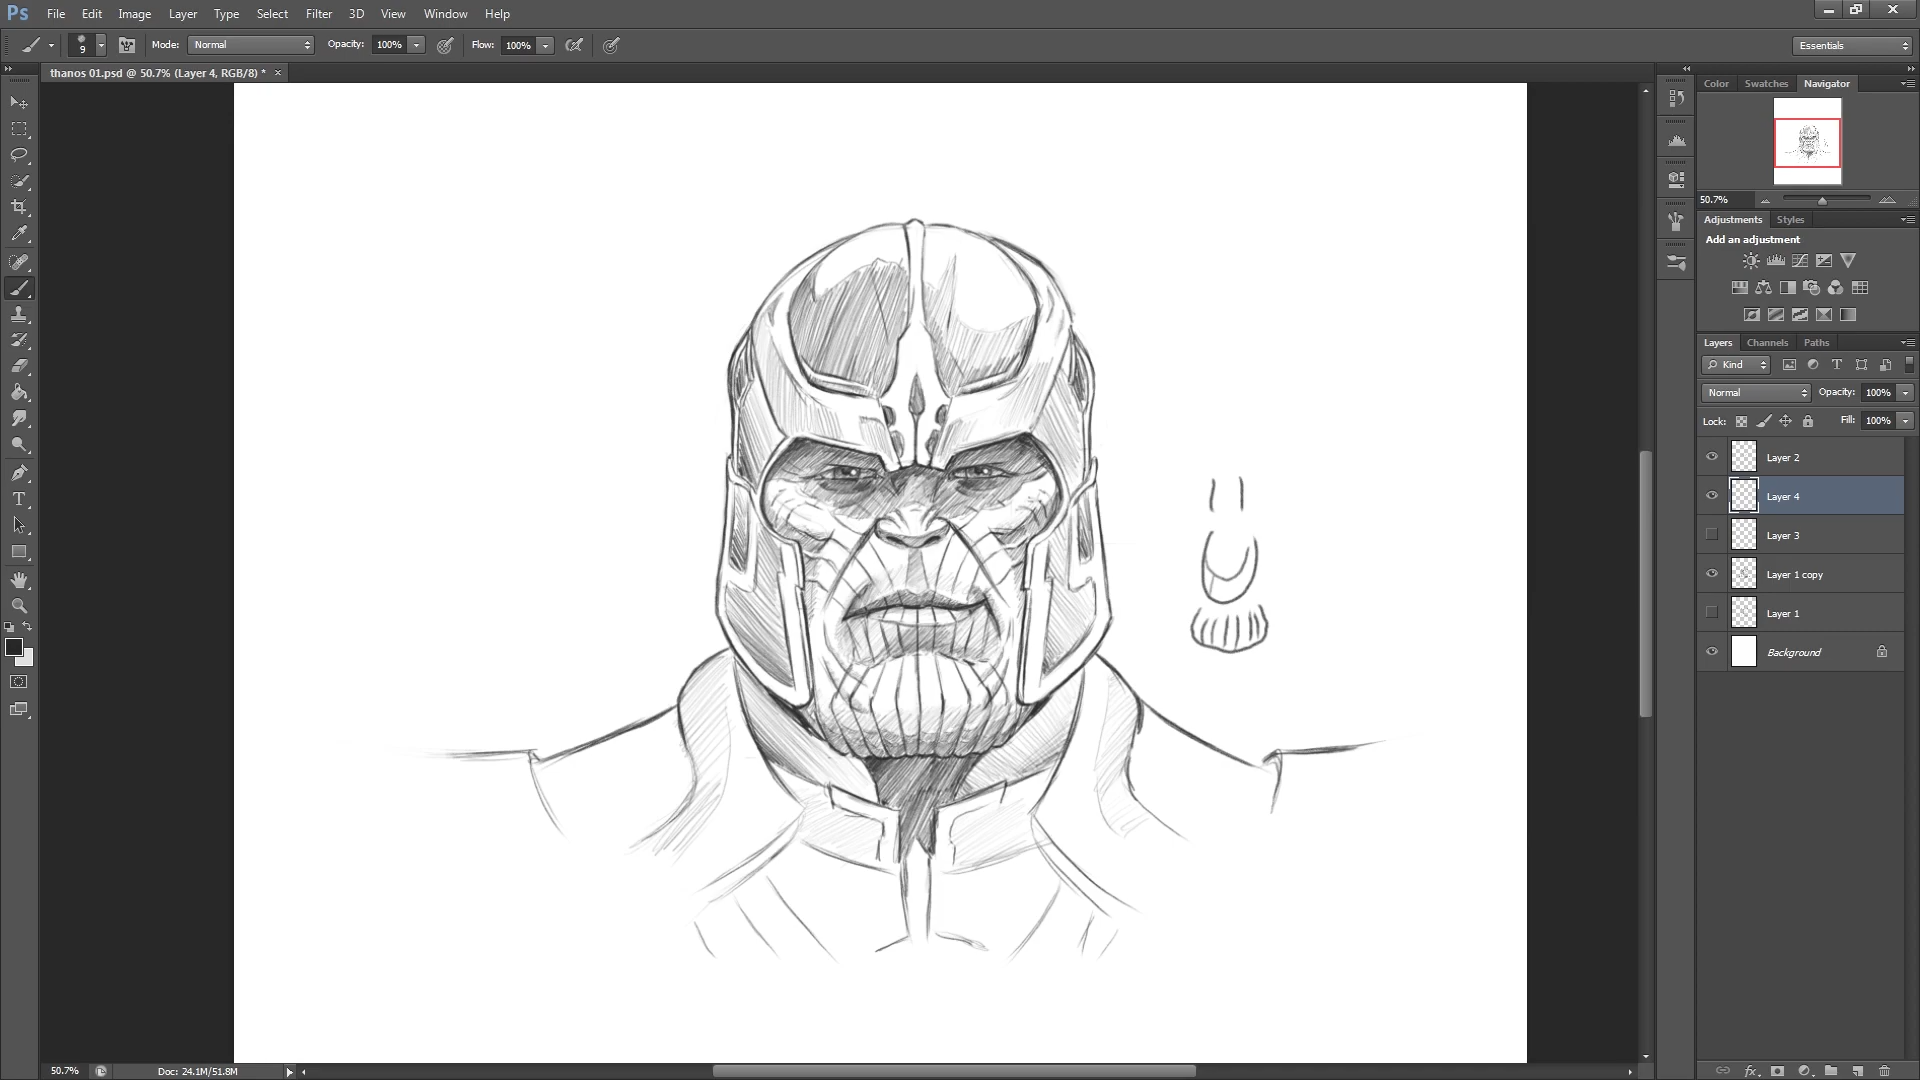 Ps File Edit Image Layer Type Select Filter 3D View Window Help
9 Mode: Normal Opacity: 100% Flow: 100% Essentials
thanos 01.psd @ 50.7% (Layer 4, RGB/8) * ×
Color Swatches Navigator
50.7%
Adjustments Styles
Add an adjustment
Layers Channels Paths
Kind T
Normal Opacity: 100%
Lock: Fill: 100%
Layer 2
Layer 4
Layer 3
Layer 1 copy
Layer 1
Background
T
50.7% Doc: 24.1M/51.8M
fx